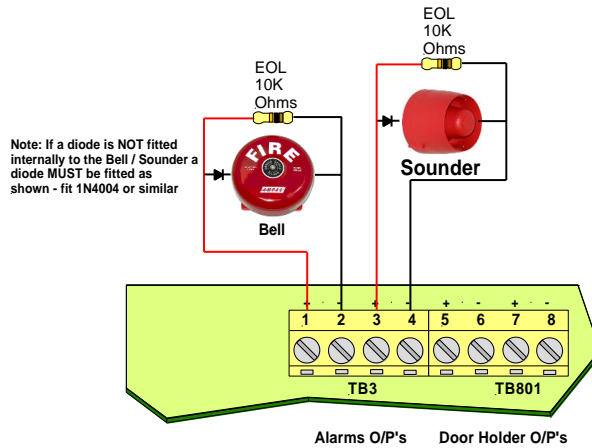 EOL
10K
Ohms
EOL
10K
Ohms
Note: If a diode is NOT fitted
internally to the Bell / Sounder a
diode MUST be fitted as
shown - fit 1N4004 or similar
FIRE
AMPAC
Sounder
Bell
+ - + - + - + -
1 2 3 4 5 6 7 8
TB3 TB801
Alarms O/P's Door Holder O/P's